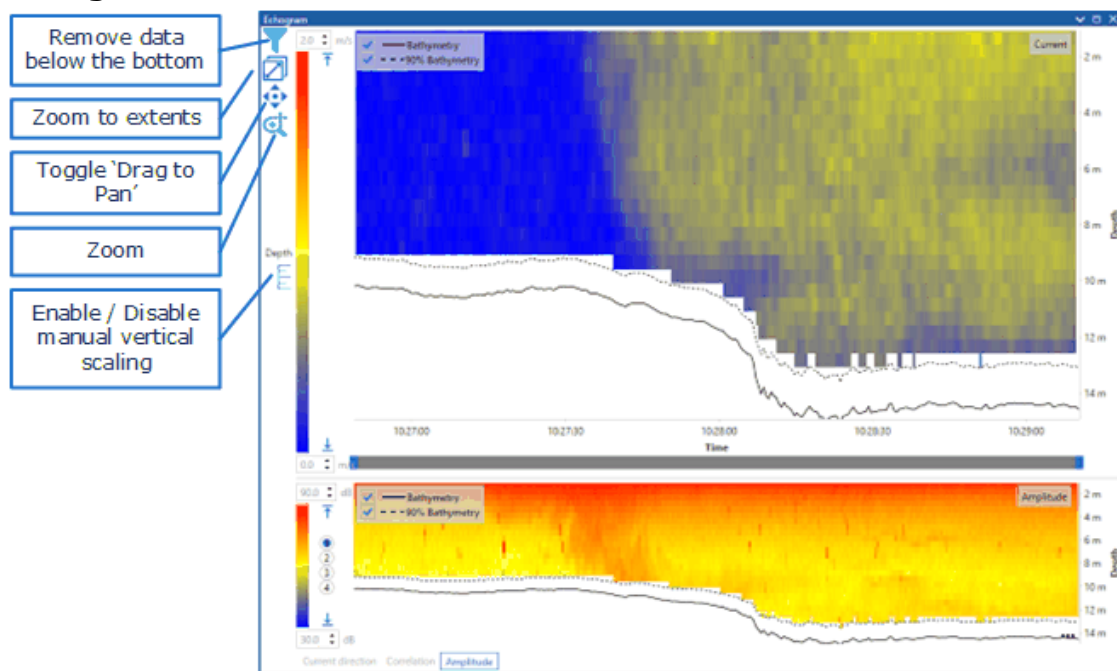 Remove data
below the bottom
Zoom to extents
Toggle ‘Drag to
Pan’
Zoom
Enable / Disable
manual vertical
scaling
Echogram
2.0 m/s
Bathymetry
90% Bathymetry
Current
2 m
4 m
6 m
8 m
10 m
12 m
14 m
Depth
Depth
10:27:00
10:27:30
10:28:00
10:28:30
10:29:00
Time
0.0
90.0 dB
Bathymetry
90% Bathymetry
Amplitude
2
3
4
2 m
4 m
6 m
8 m
10 m
12 m
14 m
Depth
30.0 dB
Current direction Correlation Amplitude